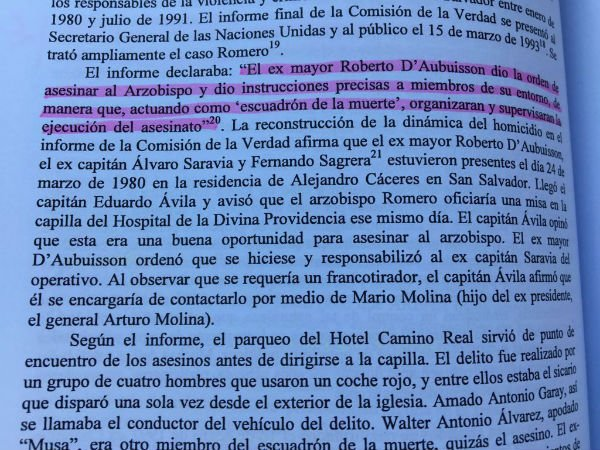 los responsables de la violencia y Salvador entre enero de
1980 y julio de 1991. El informe final de la Comisión de la Verdad se presentó al
Secretario General de las Naciones Unidas y al público el 15 de marzo de 1993¹⁸. Se
trató ampliamente el caso Romero¹⁹.
El informe declaraba: “El ex mayor Roberto D’Aubuisson dio la orden de
asesinar al Arzobispo y dio instrucciones precisas a miembros de su entorno, de
manera que, actuando como ‘escuadrón de la muerte’, organizaran y supervisaran la
ejecución del asesinato”²⁰. La reconstrucción de la dinámica del homicidio en el
informe de la Comisión de la Verdad afirma que el ex mayor Roberto D’Aubuisson,
el ex capitán Álvaro Saravia y Fernando Sagrera²¹ estuvieron presentes el día 24 de
marzo de 1980 en la residencia de Alejandro Cáceres en San Salvador. Llegó el
capitán Eduardo Ávila y avisó que el arzobispo Romero oficiaría una misa en la
capilla del Hospital de la Divina Providencia ese mismo día. El capitán Ávila opinó
que esta era una buena oportunidad para asesinar al arzobispo. El ex mayor
D’Aubuisson ordenó que se hiciese y responsabilizó al ex capitán Saravia del
operativo. Al observar que se requería un francotirador, el capitán Ávila afirmó que
él se encargaría de contactarlo por medio de Mario Molina (hijo del ex presidente,
el general Arturo Molina).
Según el informe, el parqueo del Hotel Camino Real sirvió de punto de
encuentro de los asesinos antes de dirigirse a la capilla. El delito fue realizado por
un grupo de cuatro hombres que usaron un coche rojo, y entre ellos estaba el sicario
que disparó una sola vez desde el exterior de la iglesia. Amado Antonio Garay, así
se llamaba el conductor del vehículo del delito. Walter Antonio Álvarez, apodado
“Musa”, era otro miembro del escuadrón de la muerte, quizás el asesino. El ex-